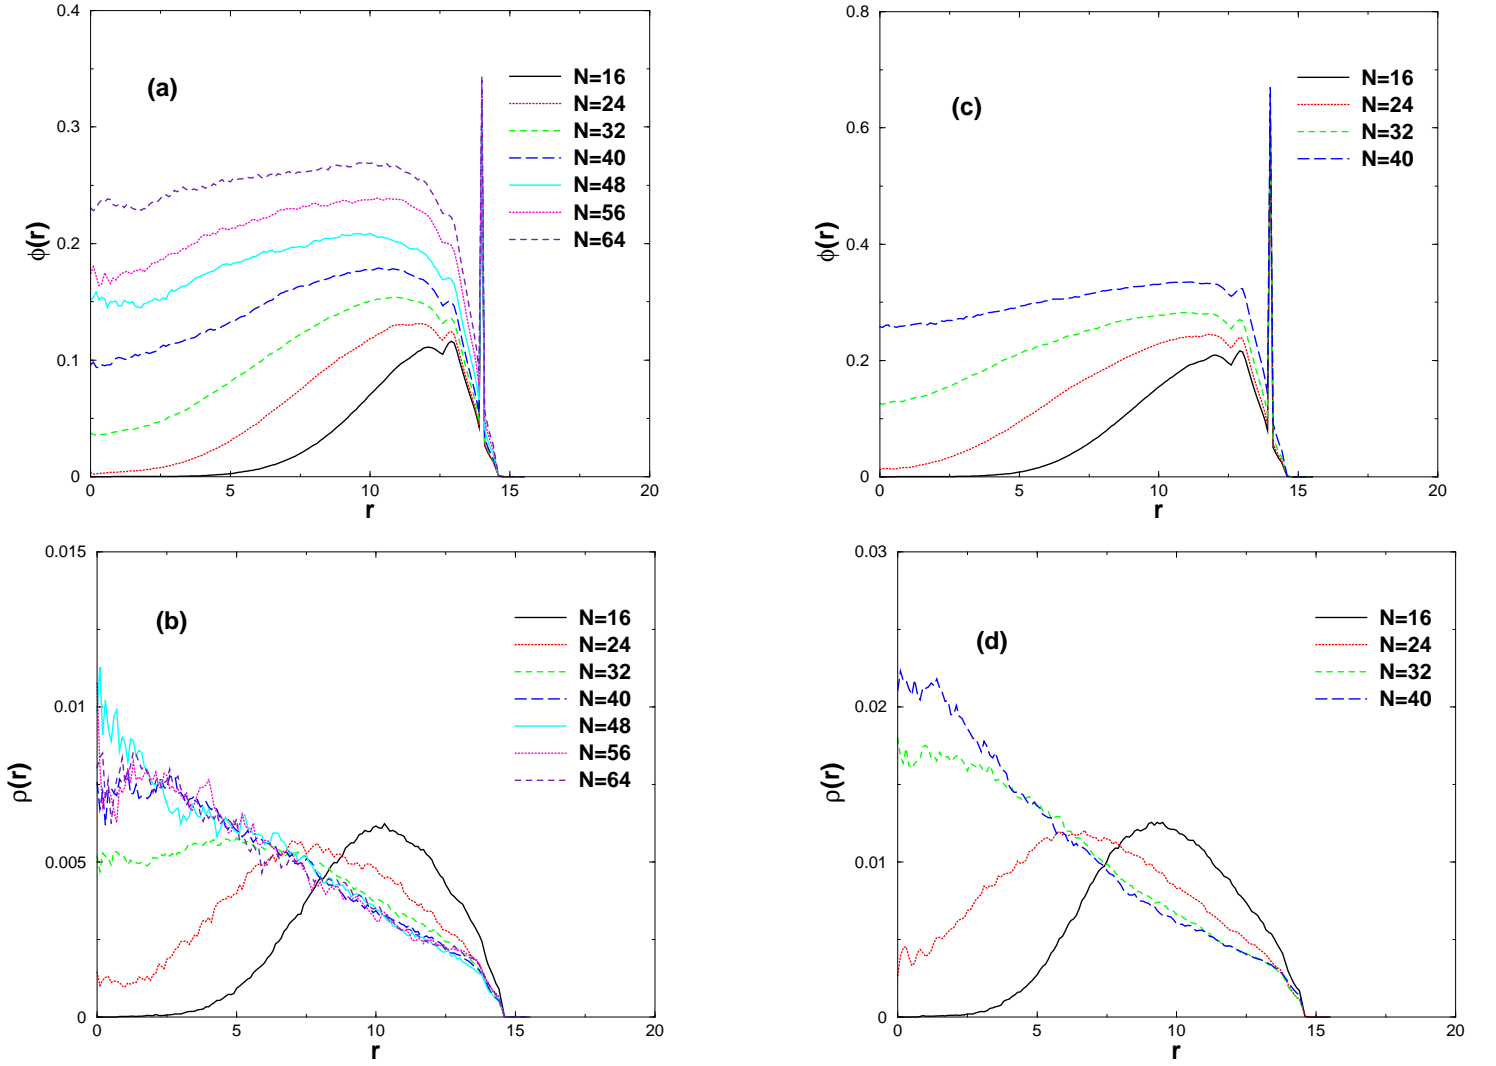 0.4
0.3
0.2
0.1
0
ϕ(r)
(a)
N=16
N=24
N=32
N=40
N=48
N=56
N=64
0 5 10 15 20
r
0.8
0.6
0.4
0.2
0
ϕ(r)
(c)
N=16
N=24
N=32
N=40
0 5 10 15 20
r
0.015
0.01
0.005
0
ρ(r)
(b)
N=16
N=24
N=32
N=40
N=48
N=56
N=64
0 5 10 15 20
r
0.03
0.02
0.01
0
ρ(r)
(d)
N=16
N=24
N=32
N=40
0 5 10 15 20
r